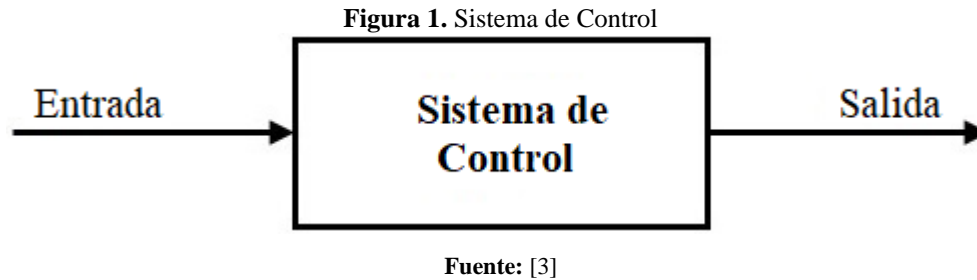 Figura 1. Sistema de Control
Entrada
Sistema de
Control
Salida
Fuente: [3]